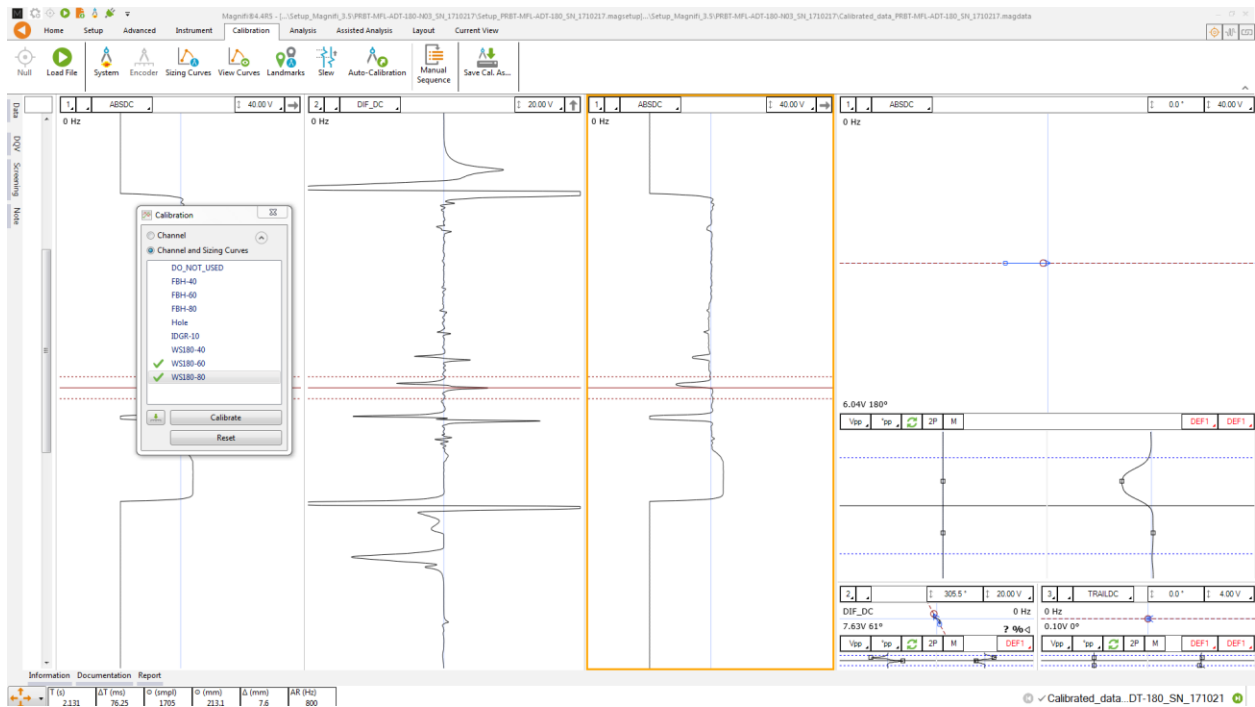 Magnifi®4.4R5 - [...\Setup_Magnifi_3.5\PRBT-MFL-ADT-180-N03_SN_1710217\Setup_PRBT-MFL-ADT-180_SN_1710217.magsetup]...\Setup_Magnifi_3.5\PRBT-MFL-ADT-180-N03_SN_1710217\Calibrated_data_PRBT-MFL-ADT-180_SN_1710217.magdata
Home Setup Advanced Instrument Calibration Analysis Assisted Analysis Layout Current View
Null Load File System Encoder Sizing Curves View Curves Landmarks Slew Auto-Calibration Manual Sequence Save Cal. As...
Data
DQV
Screening
Note
1 ABSDC 40.00 V
0 Hz
2 DIF_DC 20.00 V
0 Hz
1 ABSDC 40.00 V
0 Hz
1 ABSDC 0.0 ° 40.00 V
0 Hz
Calibration
Channel
Channel and Sizing Curves
DO_NOT_USED
FBH-40
FBH-60
FBH-80
Hole
IDGR-10
WS180-40
WS180-60
WS180-80
Calibrate
Reset
6.04V 180°
Vpp °pp 2P M DEF1 DEF1
2 305.5 ° 20.00 V
DIF_DC 0 Hz
7.63V 61° ? %
Vpp °pp 2P M DEF1
3 TRAILDC 0.0 ° 4.00 V
0 Hz
0.10V 0°
Vpp °pp 2P M DEF1 DEF1
Information Documentation Report
T (s) ΔT (ms) (smpl) (mm) Δ (mm) AR (Hz)
2.131 76.25 1705 213.1 7.6 800
Calibrated_data...DT-180_SN_171021